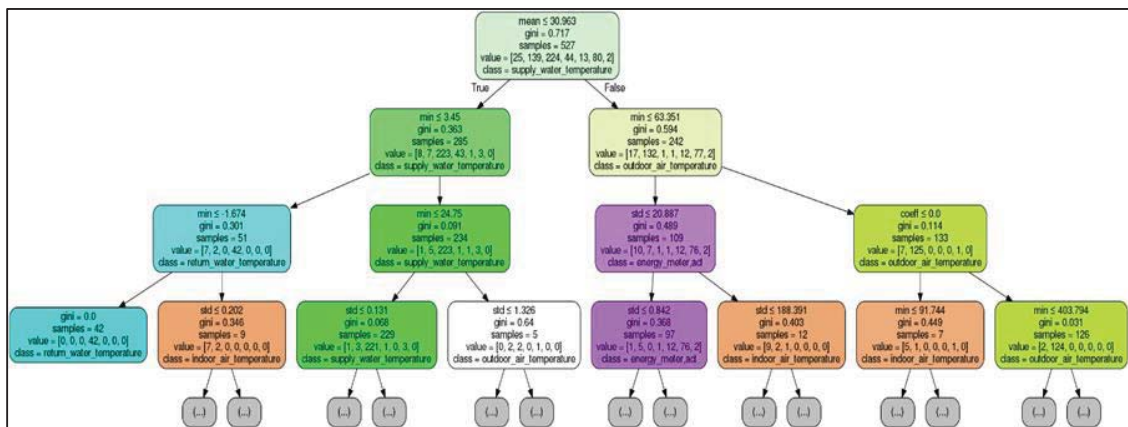 mean ≤ 30.963
gini = 0.717
samples = 527
value = [25, 139, 224, 44, 13, 80, 2]
class = supply_water_temperature
True
False
min ≤ 3.45
gini = 0.363
samples = 285
value = [8, 7, 223, 43, 1, 3, 0]
class = supply_water_temperature
min ≤ 63.351
gini = 0.594
samples = 242
value = [17, 132, 1, 1, 12, 77, 2]
class = outdoor_air_temperature
min ≤ -1.674
gini = 0.301
samples = 51
value = [7, 2, 0, 42, 0, 0, 0]
class = return_water_temperature
min ≤ 24.75
gini = 0.091
samples = 234
value = [1, 5, 223, 1, 1, 3, 0]
class = supply_water_temperature
std ≤ 20.887
gini = 0.489
samples = 109
value = [10, 7, 1, 1, 12, 76, 2]
class = energy_meter,ad
coeff ≤ 0.0
gini = 0.114
samples = 133
value = [7, 125, 0, 0, 0, 1, 0]
class = outdoor_air_temperature
gini = 0.0
samples = 42
value = [0, 0, 0, 42, 0, 0, 0]
class = return_water_temperature
std ≤ 0.202
gini = 0.346
samples = 9
value = [7, 2, 0, 0, 0, 0, 0]
class = indoor_air_temperature
std ≤ 0.131
gini = 0.068
samples = 229
value = [1, 3, 221, 1, 0, 3, 0]
class = supply_water_temperature
std ≤ 1.326
gini = 0.64
samples = 5
value = [0, 2, 2, 0, 1, 0, 0]
class = outdoor_air_temperature
std ≤ 0.842
gini = 0.368
samples = 97
value = [1, 5, 0, 1, 12, 76, 2]
class = energy_meter,ad
std ≤ 188.391
gini = 0.403
samples = 12
value = [9, 2, 1, 0, 0, 0, 0]
class = indoor_air_temperature
min ≤ 91.744
gini = 0.449
samples = 7
value = [5, 1, 0, 0, 0, 1, 0]
class = indoor_air_temperature
min ≤ 403.794
gini = 0.031
samples = 126
value = [2, 124, 0, 0, 0, 0, 0]
class = outdoor_air_temperature
(...)
(...)
(...)
(...)
(...)
(...)
(...)
(...)
(...)
(...)
(...)
(...)
(...)
(...)